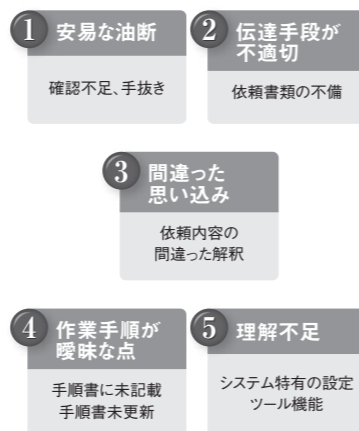 1 安易な油断
確認不足、手抜き
2 伝達手段が
不適切
依頼書類の不備
3 間違った
思い込み
依頼内容の
間違った解釈
4 作業手順が
曖昧な点
手順書に未記載
手順書未更新
5 理解不足
システム特有の設定
ツール機能